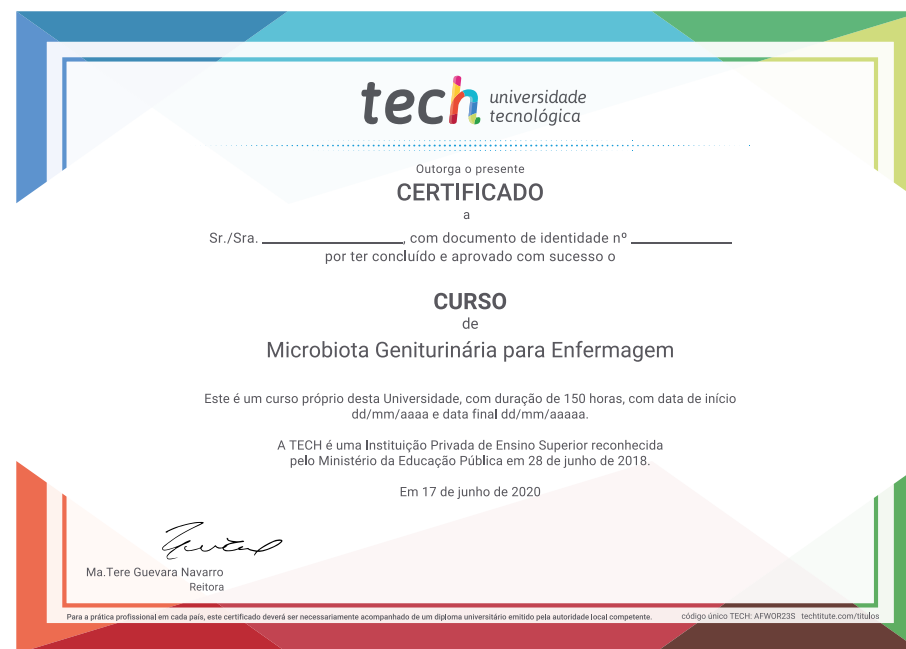 tech universidade
tecnológica
Outorga o presente
CERTIFICADO
a
Sr./Sra. ________________, com documento de identidade nº ____________
por ter concluído e aprovado com sucesso o
CURSO
de
Microbiota Geniturinária para Enfermagem
Este é um curso próprio desta Universidade, com duração de 150 horas, com data de início
dd/mm/aaaa e data final dd/mm/aaaaa.
A TECH é uma Instituição Privada de Ensino Superior reconhecida
pelo Ministério da Educação Pública em 28 de junho de 2018.
Em 17 de junho de 2020
Ma.Tere Guevara Navarro
Reitora
Para a prática profissional em cada país, este certificado deverá ser necessariamente acompanhado de um diploma universitário emitido pela autoridade local competente. código único TECH: AFWOR23S techtitute.com/titulos